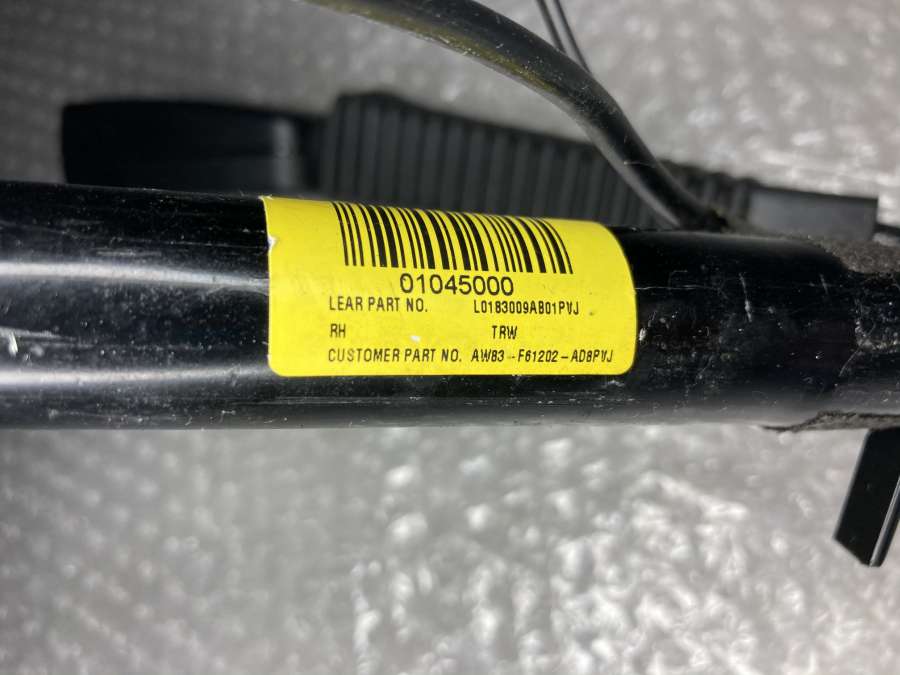 01045000
LEAR PART NO. L0183009AB01PVJ
RH TRW
CUSTOMER PART NO. AW83-F61202-AD8PVJ